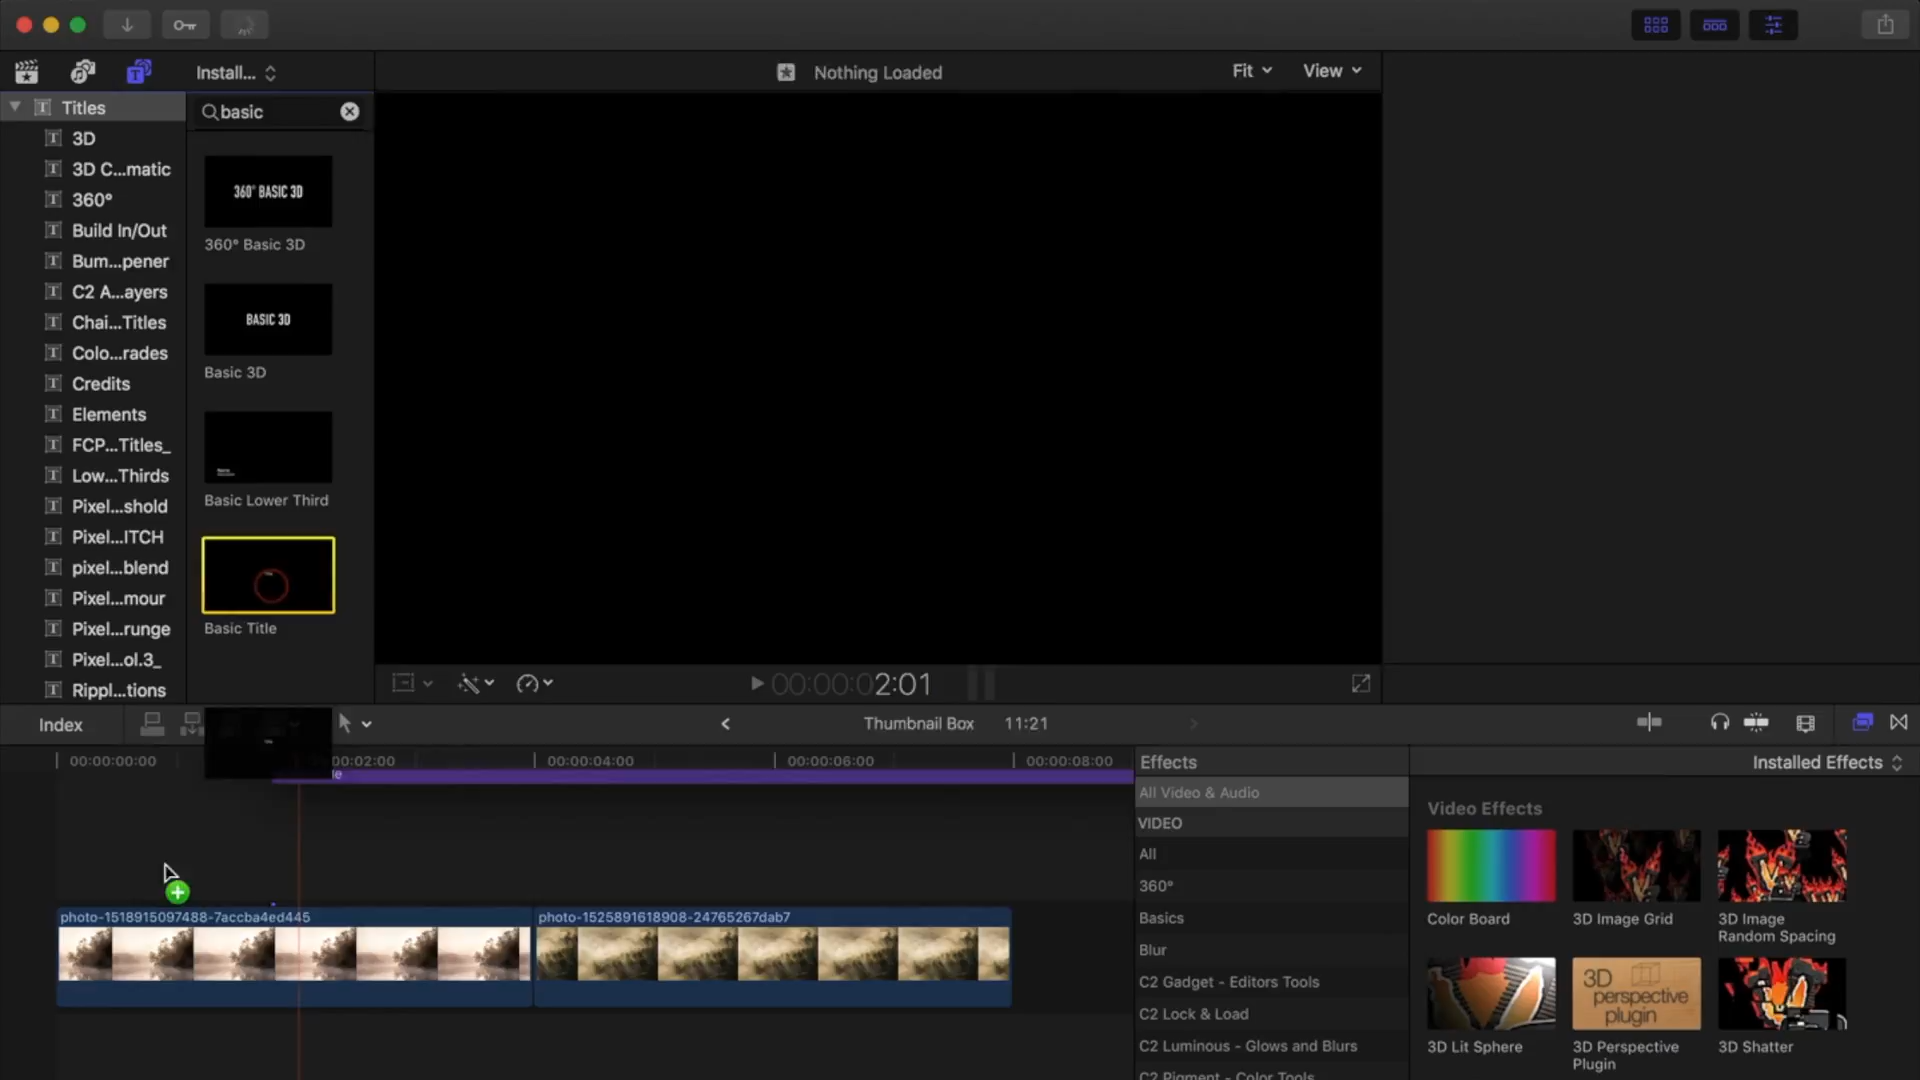 Install...
Nothing Loaded
Fit
View
Titles
basic
3D
3D C...matic
360°
Build In/Out
Bum...pener
C2 A...ayers
Chai...Titles
Colo...rades
Credits
Elements
FCP...Titles_
Low...Thirds
Pixel...shold
Pixel...ITCH
pixel...blend
Pixel...mour
Pixel...runge
Pixel...ol.3_
Rippl...tions
360° BASIC 3D
360° Basic 3D
BASIC 3D
Basic 3D
Name
Basic Lower Third
Title
Basic Title
00:00:02:01
Index
Thumbnail Box
11:21
00:00:00:00
00:02:00
00:00:04:00
00:00:06:00
00:00:08:00
le
photo-1518915097488-7accba4ed445
photo-1525891618908-24765267dab7
Effects
Installed Effects
All Video & Audio
VIDEO
All
360°
Basics
Blur
C2 Gadget - Editors Tools
C2 Lock & Load
C2 Luminous - Glows and Blurs
C2 Pigment - Color Tools
Video Effects
Color Board
3D Image Grid
3D Image
Random Spacing
3D
perspective
plugin
3D Lit Sphere
3D Perspective
Plugin
3D Shatter